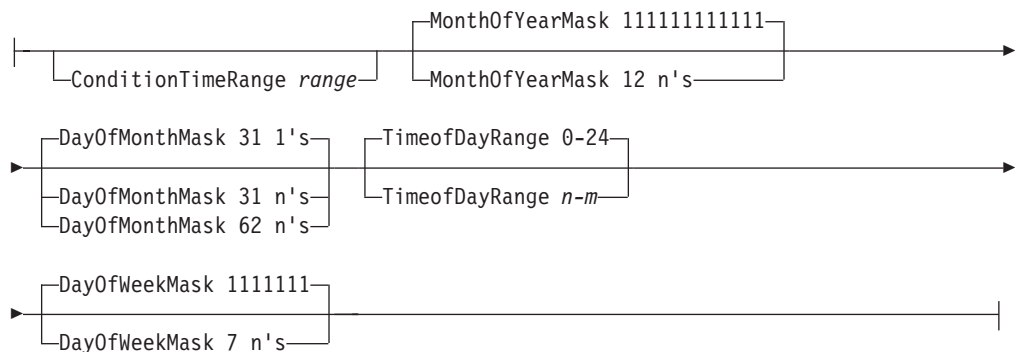 MonthOfYearMask 111111111111
ConditionTimeRange range
MonthOfYearMask 12 n's
DayOfMonthMask 31 1's
TimeofDayRange 0-24
DayOfMonthMask 31 n's
TimeofDayRange n-m
DayOfMonthMask 62 n's
DayOfWeekMask 1111111
DayOfWeekMask 7 n's